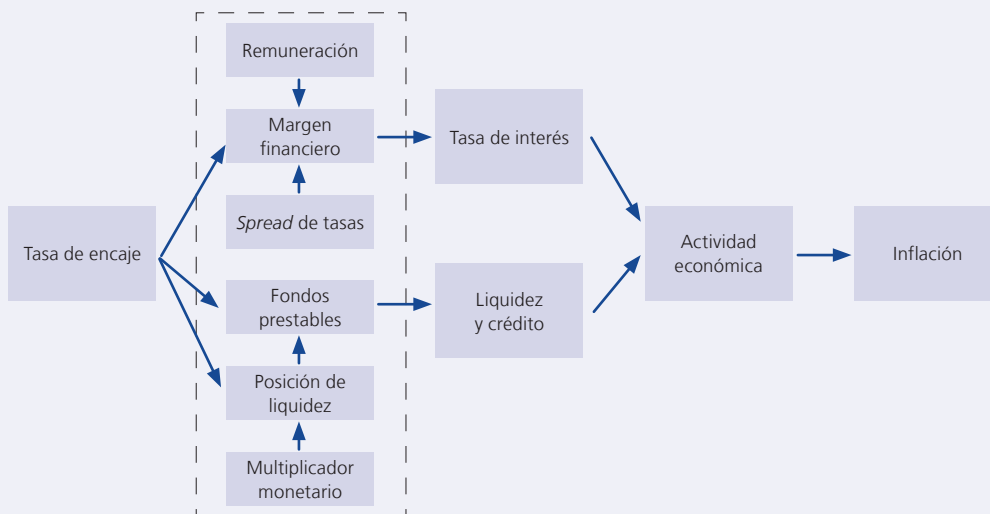 Tasa de encaje
Remuneración
Margen
financiero
Spread de tasas
Fondos
prestables
Posición de
liquidez
Multiplicador
monetario
Tasa de interés
Liquidez
y crédito
Actividad
económica
Inflación